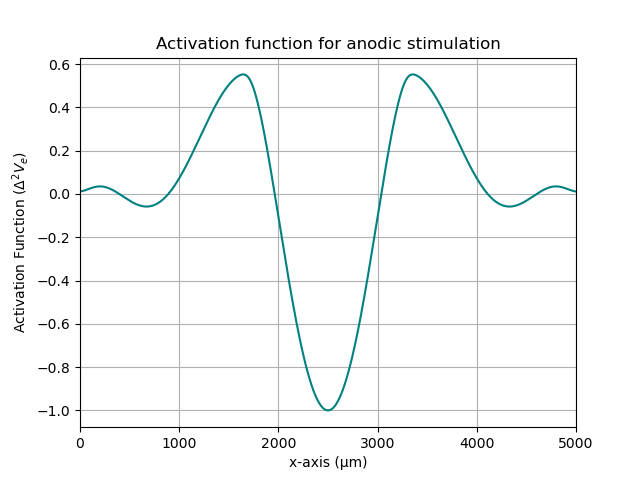 Activation function for anodic stimulation
Activation Function (Δ²Vₑ)
0.6
0.4
0.2
0.0
−0.2
−0.4
−0.6
−0.8
−1.0
0 1000 2000 3000 4000 5000
x-axis (μm)